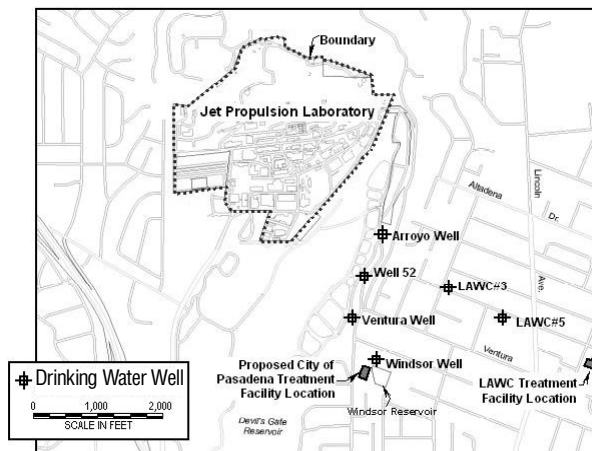 Boundary
Jet Propulsion Laboratory
Altadena
Dr.
Lincoln
Ave.
Arroyo Well
Well 52
LAWC#3
Ventura Well
LAWC#5
Ventura
Windsor Well
Proposed City of
Pasadena Treatment
Facility Location
LAWC Treatment
Facility Location
Windsor Reservoir
Devil's Gate
Reservoir
Drinking Water Well
0 1,000 2,000
SCALE IN FEET